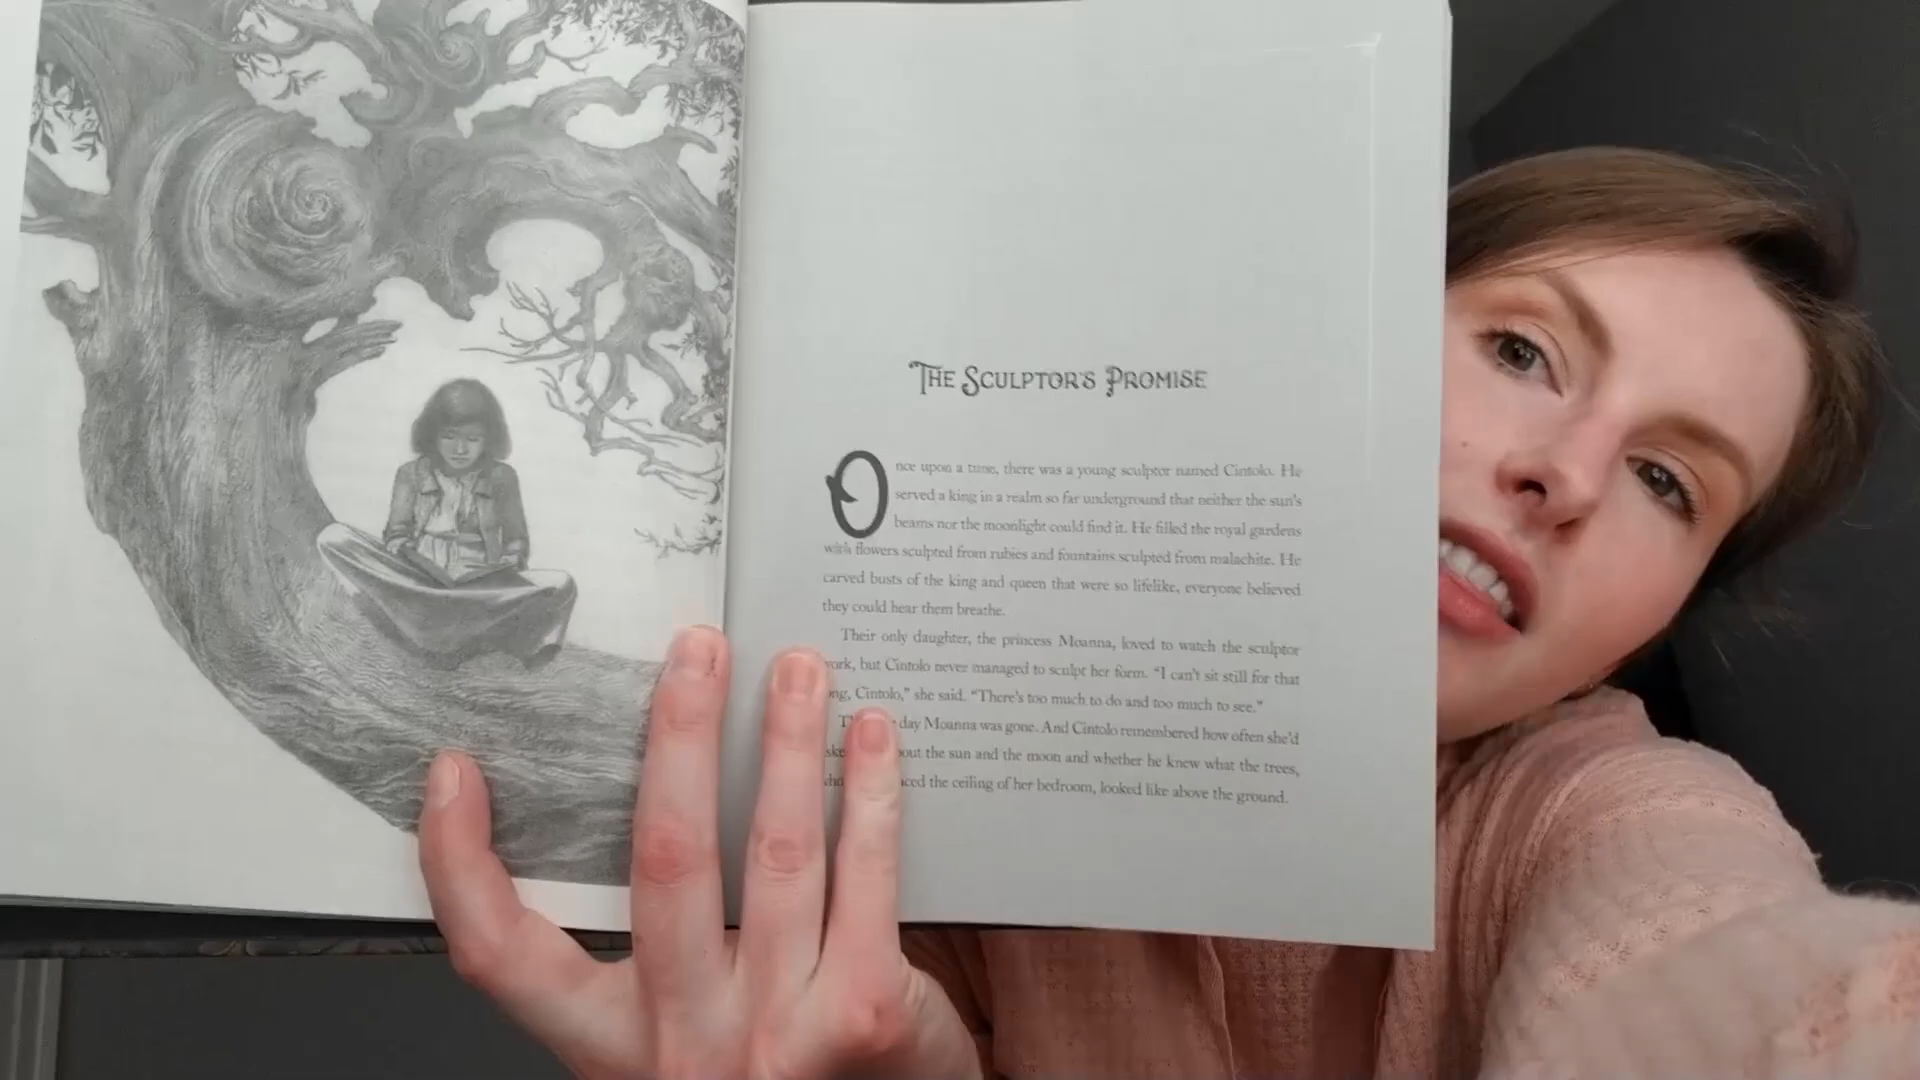 THE SCULPTOR'S PROMISE
Once upon a time, there was a young sculptor named Cintolo. He
served a king in a realm so far underground that neither the sun's
beams nor the moonlight could find it. He filled the royal gardens
with flowers sculpted from rubies and fountains sculpted from malachite. He
carved busts of the king and queen that were so lifelike, everyone believed
they could hear them breathe.
Their only daughter, the princess Moanna, loved to watch the sculptor
work, but Cintolo never managed to sculpt her form. "I can't sit still for that
Cintolo," she said. "There's too much to do and too much to see."
day Moanna was gone. And Cintolo remembered how often she'd
the sun and the moon and whether he knew what the trees,
the ceiling of her bedroom, looked like above the ground.